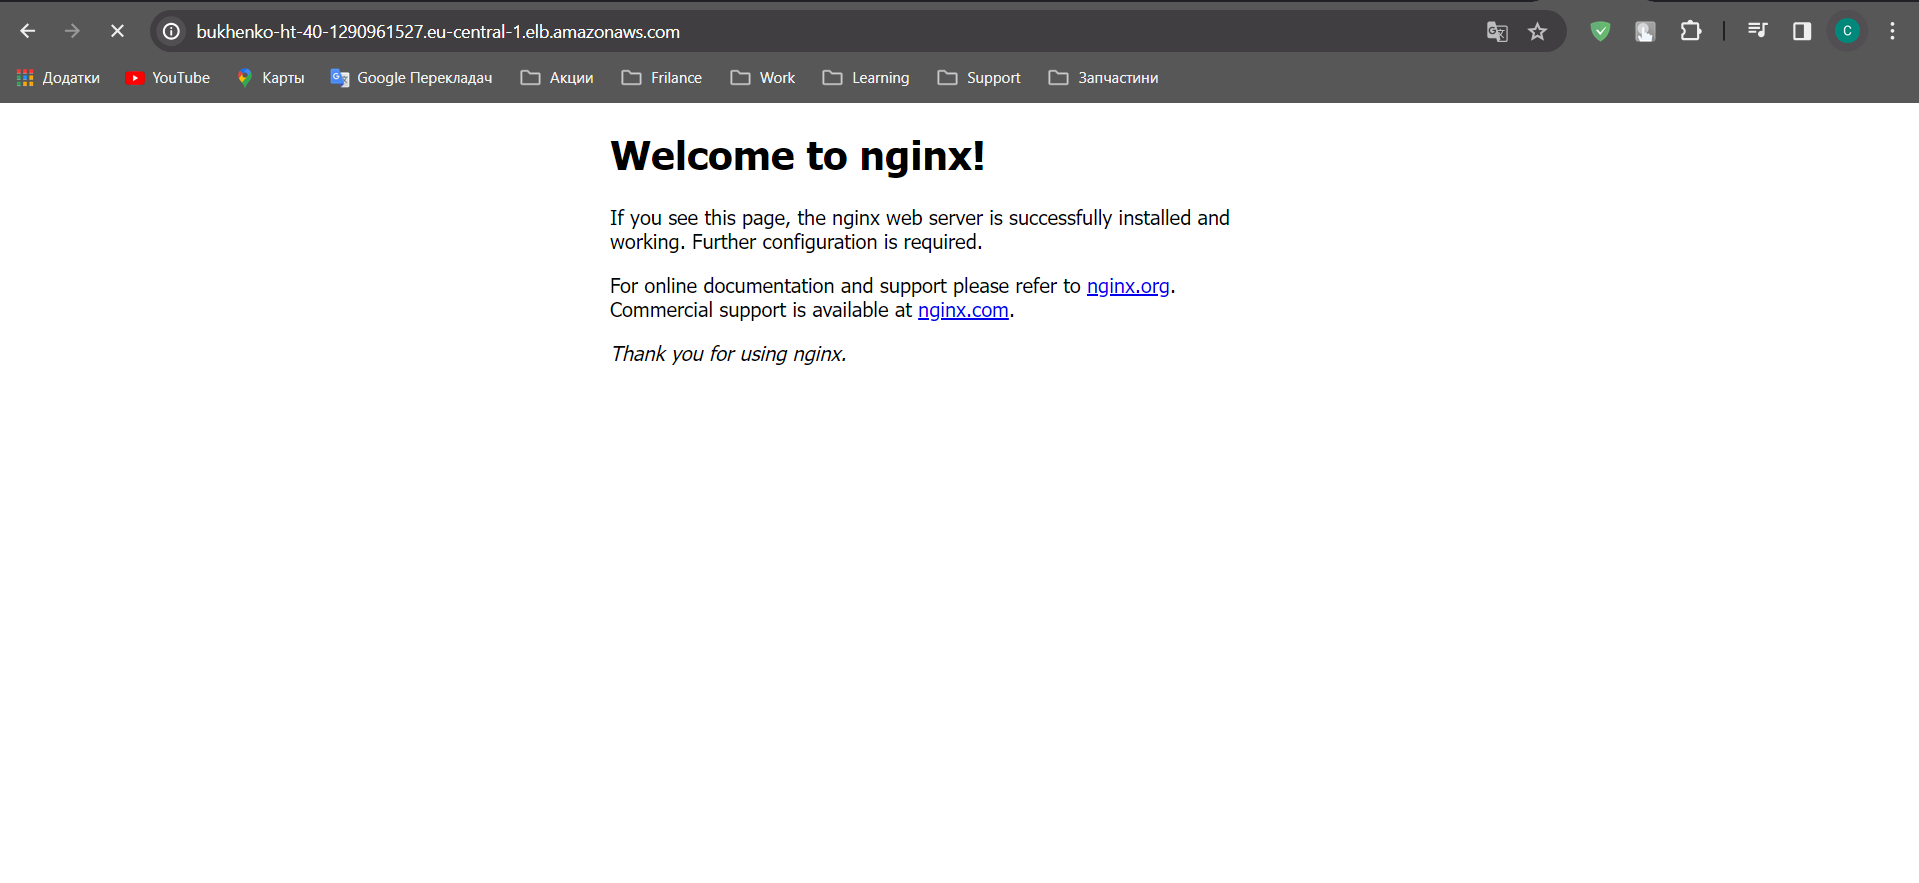 bukhenko-ht-40-1290961527.eu-central-1.elb.amazonaws.com
C
Додатки YouTube Карты Google Перекладач Акции Frilance Work Learning Support Запчастини
Welcome to nginx!
If you see this page, the nginx web server is successfully installed and
working. Further configuration is required.
For online documentation and support please refer to nginx.org.
Commercial support is available at nginx.com.
Thank you for using nginx.